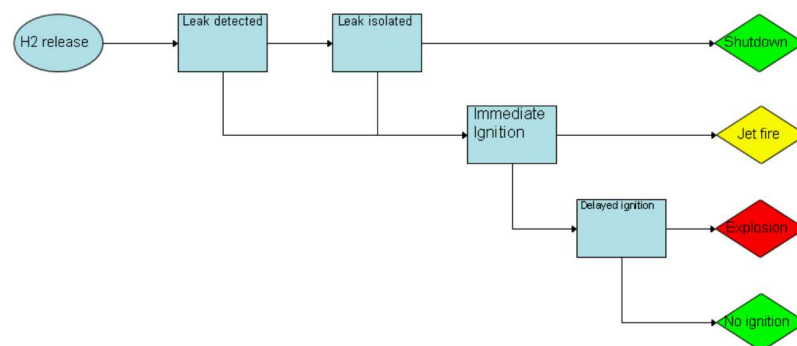 H2 release
Leak detected
Leak isolated
Shutdown
Immediate
Ignition
Jet fire
Delayed ignition
Explosion
No ignition